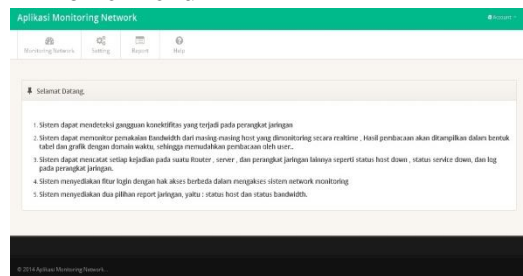 Aplikasi Monitoring Network
Account
Monitoring Network Setting Report Help
Selamat Datang,
1. Sistem dapat mendeteksi gangguan konektifitas yang terjadi pada perangkat jaringan
2. Sistem dapat memonitor pemakaian Bandwidth dari masing-masing host yang dimonitoring secara realtime , Hasil pembacaan akan ditampilkan dalam bentuk
tabel dan grafik dengan domain waktu, sehingga memudahkan pembacaan oleh user..
3. Sistem dapat mencatat setiap kejadian pada suatu Router , server , dan perangkat jaringan lainnya seperti status host down , status service down, dan log
pada perangkat jaringan.
4. Sistem menyediakan fitur login dengan hak akses berbeda dalam mengakses sistem network monitoring
5. Sistem menyediakan dua pilihan report jaringan, yaitu : status host dan status bandwidth.
© 2014 Aplikasi Monitoring Network.